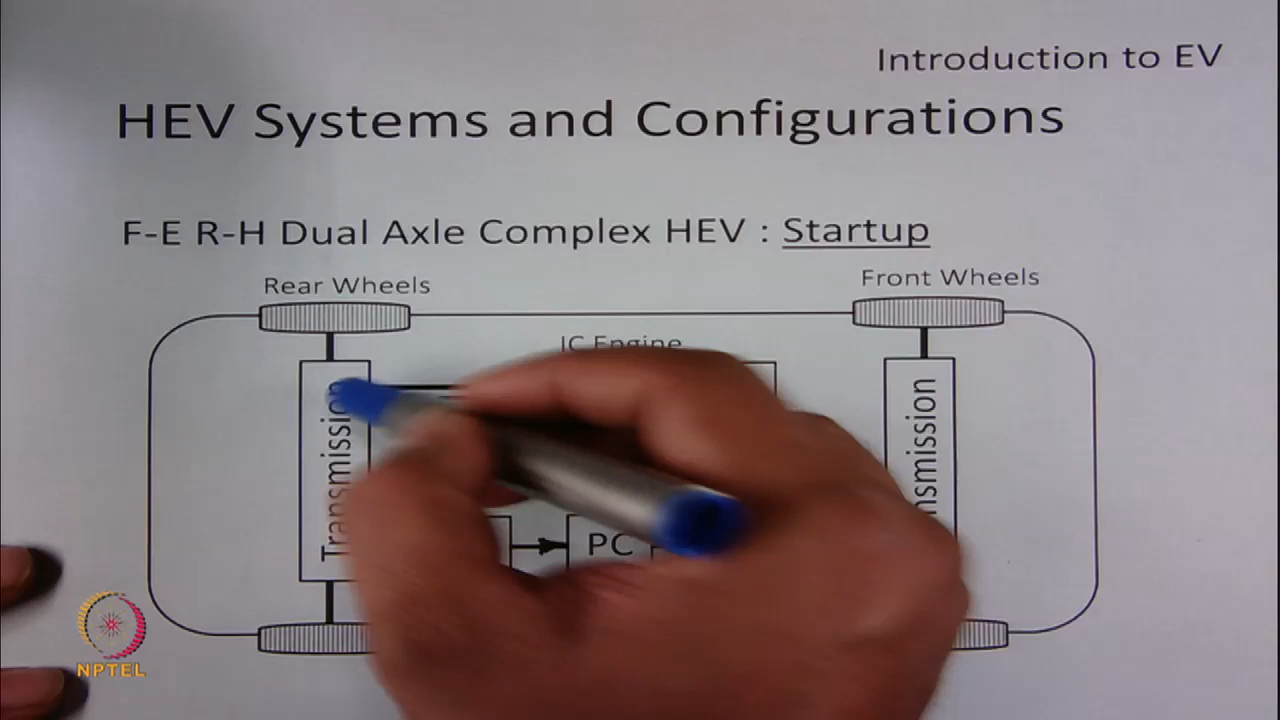 Introduction to EV
HEV Systems and Configurations
F-E R-H Dual Axle Complex HEV : Startup
Rear Wheels
Front Wheels
IC Engine
Transmission
nsmission
PC
NPTEL